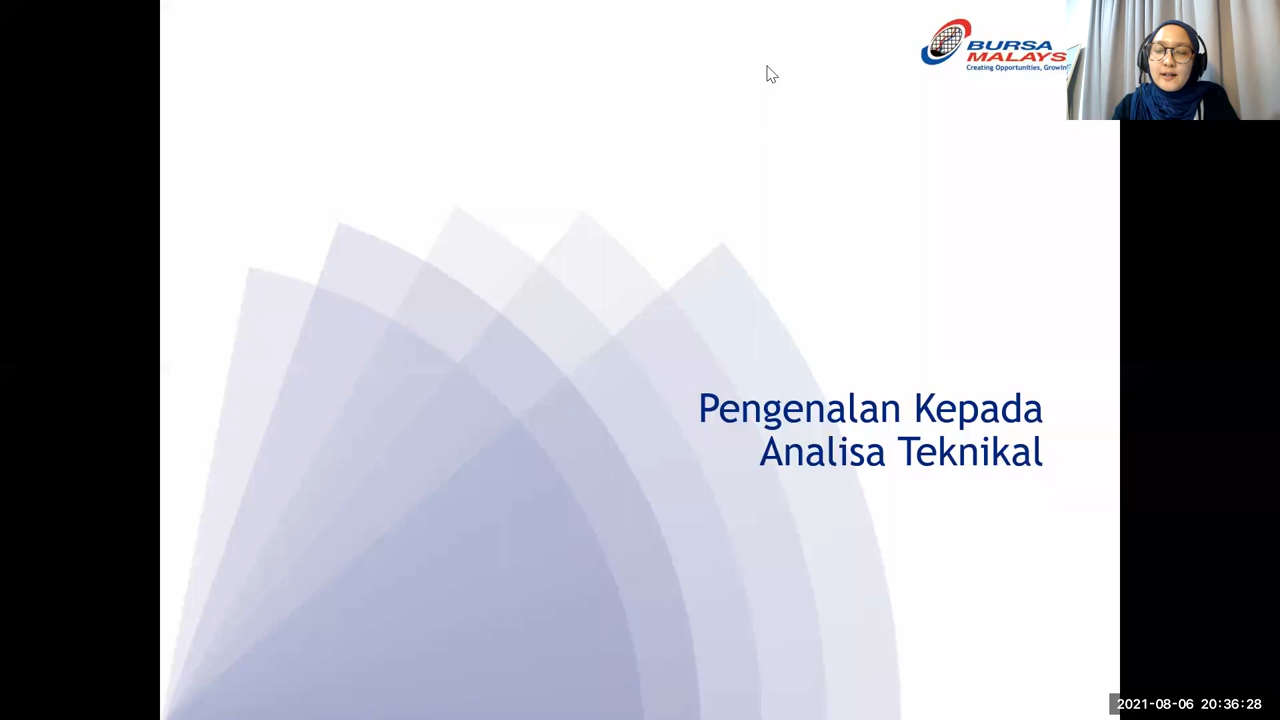 BURSA
MALAYS
Creating Opportunities, Growin
Pengenalan Kepada
Analisa Teknikal
2021-08-06 20:36:28